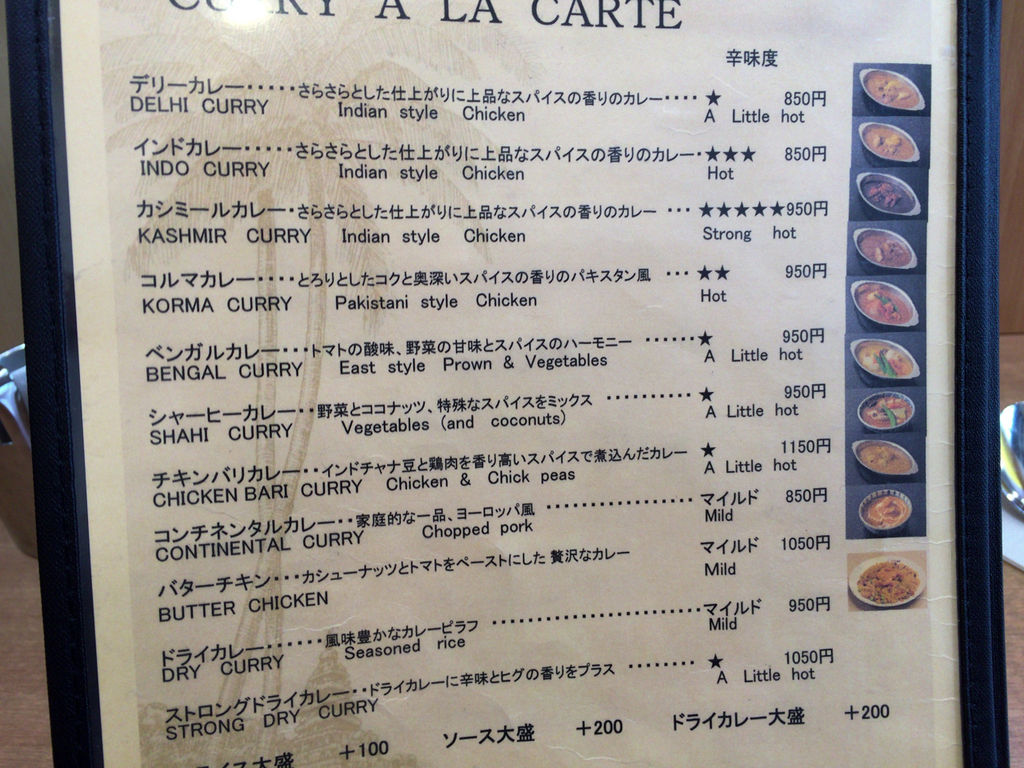 CURRY A LA CARTE
辛味度
デリーカレー・・・・・さらさらとした仕上がりに上品なスパイスの香りのカレー・・・・ ★ 850円
DELHI CURRY Indian style Chicken A Little hot
インドカレー・・・・・さらさらとした仕上がりに上品なスパイスの香りのカレー・★★★ 850円
INDO CURRY Indian style Chicken Hot
カシミールカレー・さらさらとした仕上がりに上品なスパイスの香りのカレー ・・・ ★★★★★950円
KASHMIR CURRY Indian style Chicken Strong hot
コルマカレー・・・・とろりとしたコクと奥深いスパイスの香りのパキスタン風 ・・・ ★★ 950円
KORMA CURRY Pakistani style Chicken Hot
ベンガルカレー・・・トマトの酸味、野菜の甘味とスパイスのハーモニー ・・・・・・★ 950円
BENGAL CURRY East style Prown & Vegetables A Little hot
シャーヒーカレー・・野菜とココナッツ、特殊なスパイスをミックス ・・・・・・・・・・ ★ 950円
SHAHI CURRY Vegetables (and coconuts) A Little hot
チキンバリカレー・・インドチャナ豆と鶏肉を香り高いスパイスで煮込んだカレー ★ 1150円
CHICKEN BARI CURRY Chicken & Chick peas A Little hot
コンチネンタルカレー・・家庭的な一品、ヨーロッパ風 ・・・・・・・・・・・・・・・・・ マイルド 850円
CONTINENTAL CURRY Chopped pork Mild
バターチキン・・・カシューナッツとトマトをペーストにした 贅沢なカレー マイルド 1050円
BUTTER CHICKEN Mild
ドライカレー・・・・・・・風味豊かなカレーピラフ ・・・・・・・・・・・・・・・・・・・・・・・マイルド 950円
DRY CURRY Seasoned rice Mild
ストロングドライカレー・・ドライカレーに辛味とヒグの香りをプラス ・・・・・・・・ ★ 1050円
STRONG DRY CURRY A Little hot
ライス大盛 +100 ソース大盛 +200 ドライカレー大盛 +200